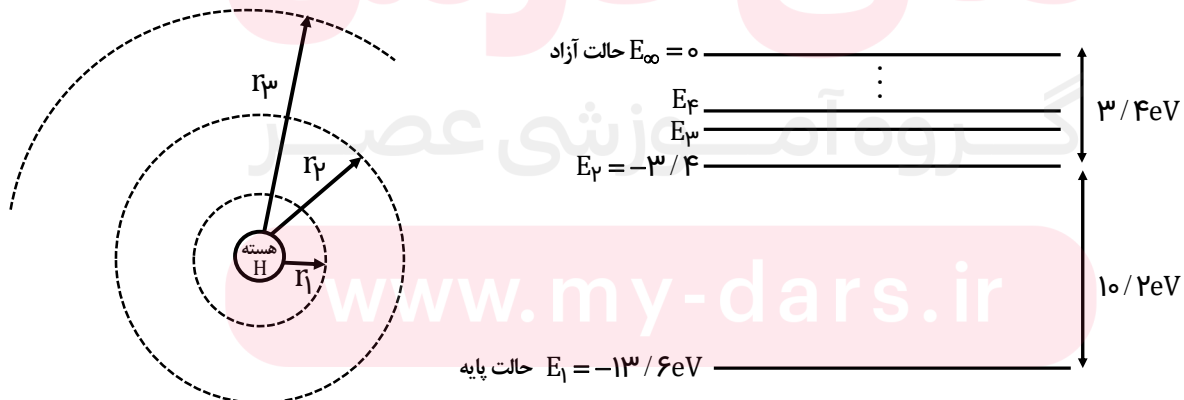 E∞ = ۰ حالت آزاد
E۴
E۳
E۲ = −۳ / ۴
E۱ = −۱۳ / ۶eV حالت پایه
۳ / ۴eV
۱۰ / ۲eV
r۳
r۲
r۱
هسته
H
گروه آموزشی عصر
www.my-dars.ir